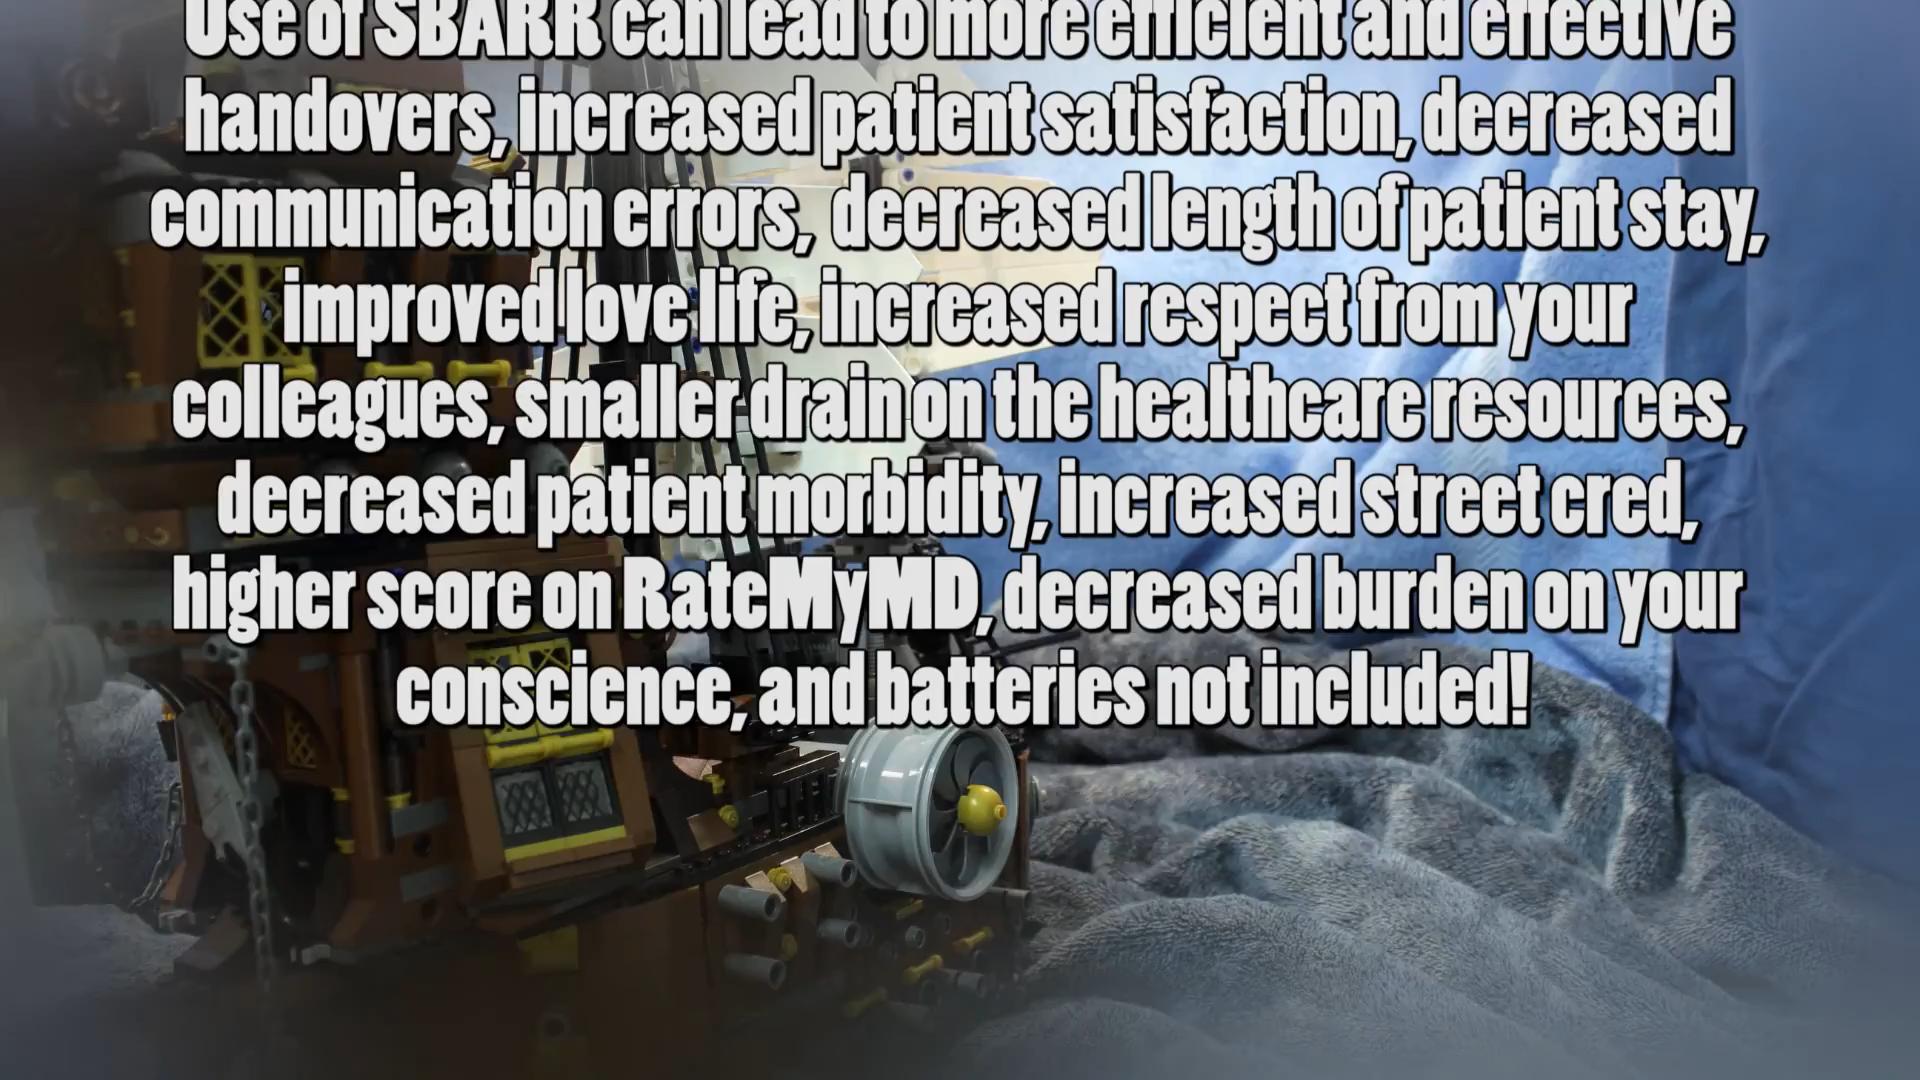 Use of SBARR can lead to more efficient and effective
handovers, increased patient satisfaction, decreased
communication errors, decreased length of patient stay,
improved love life, increased respect from your
colleagues, smaller drain on the healthcare resources,
decreased patient morbidity, increased street cred,
higher score on RateMyMD, decreased burden on your
conscience, and batteries not included!